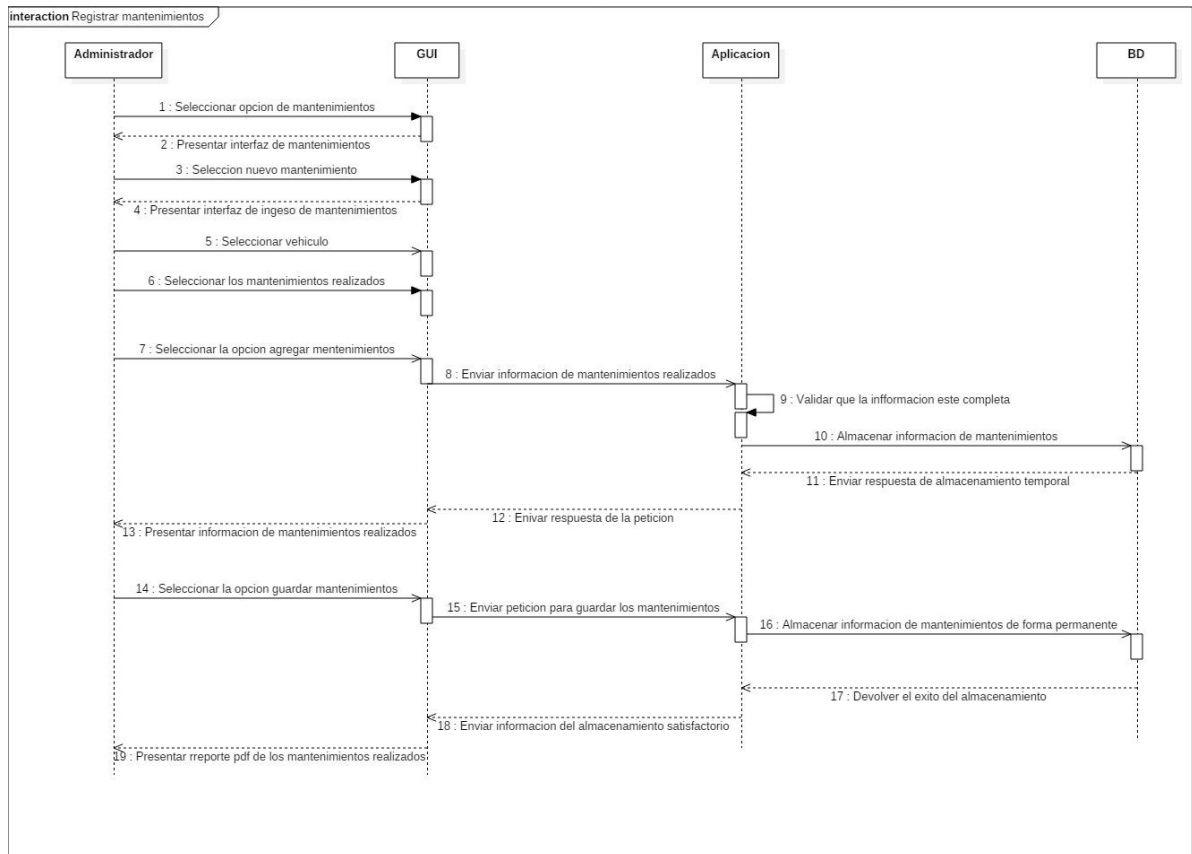 interaction Registrar mantenimientos
Administrador
GUI
Aplicacion
BD
1 : Seleccionar opcion de mantenimientos
2 : Presentar interfaz de mantenimientos
3 : Seleccion nuevo mantenimiento
4 : Presentar interfaz de ingeso de mantenimientos
5 : Seleccionar vehiculo
6 : Seleccionar los mantenimientos realizados
7 : Seleccionar la opcion agregar mentenimientos
8 : Enviar informacion de mantenimientos realizados
9 : Validar que la infformacion este completa
10 : Almacenar informacion de mantenimientos
11 : Enviar respuesta de almacenamiento temporal
12 : Enivar respuesta de la peticion
13 : Presentar informacion de mantenimientos realizados
14 : Seleccionar la opcion guardar mantenimientos
15 : Enviar peticion para guardar los mantenimientos
16 : Almacenar informacion de mantenimientos de forma permanente
17 : Devolver el exito del almacenamiento
18 : Enviar informacion del almacenamiento satisfactorio
19 : Presentar rreporte pdf de los mantenimientos realizados